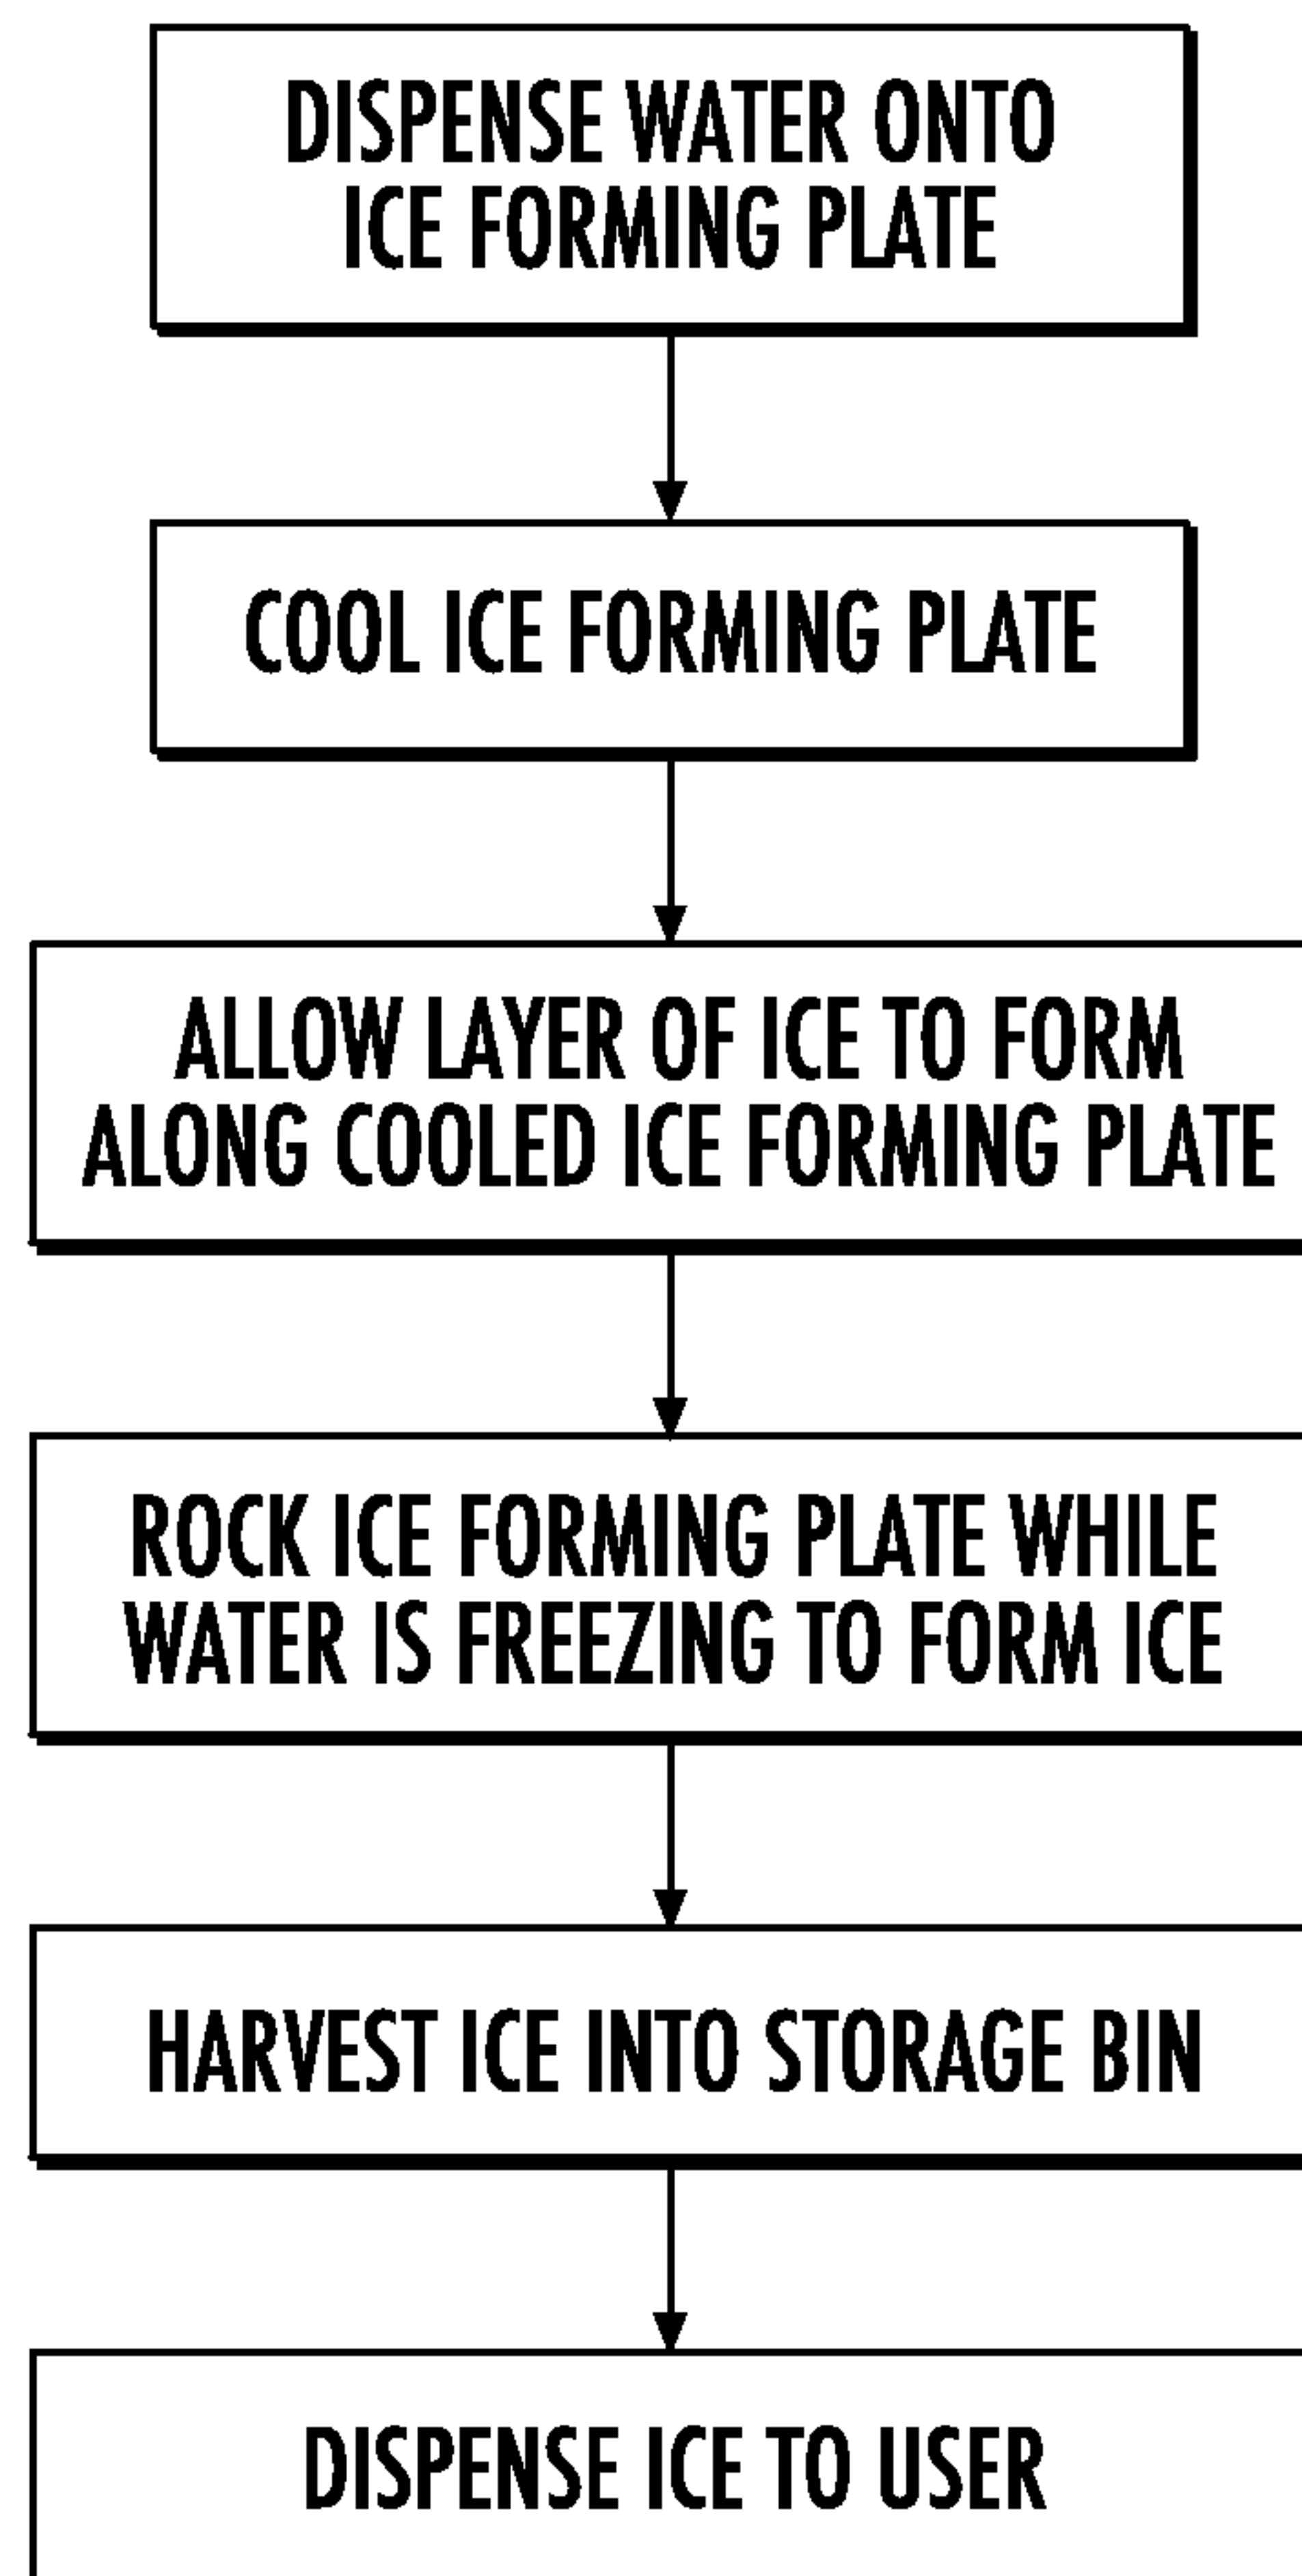 DISPENSE WATER ONTO
ICE FORMING PLATE
COOL ICE FORMING PLATE
ALLOW LAYER OF ICE TO FORM
ALONG COOLED ICE FORMING PLATE
ROCK ICE FORMING PLATE WHILE
WATER IS FREEZING TO FORM ICE
HARVEST ICE INTO STORAGE BIN
DISPENSE ICE TO USER